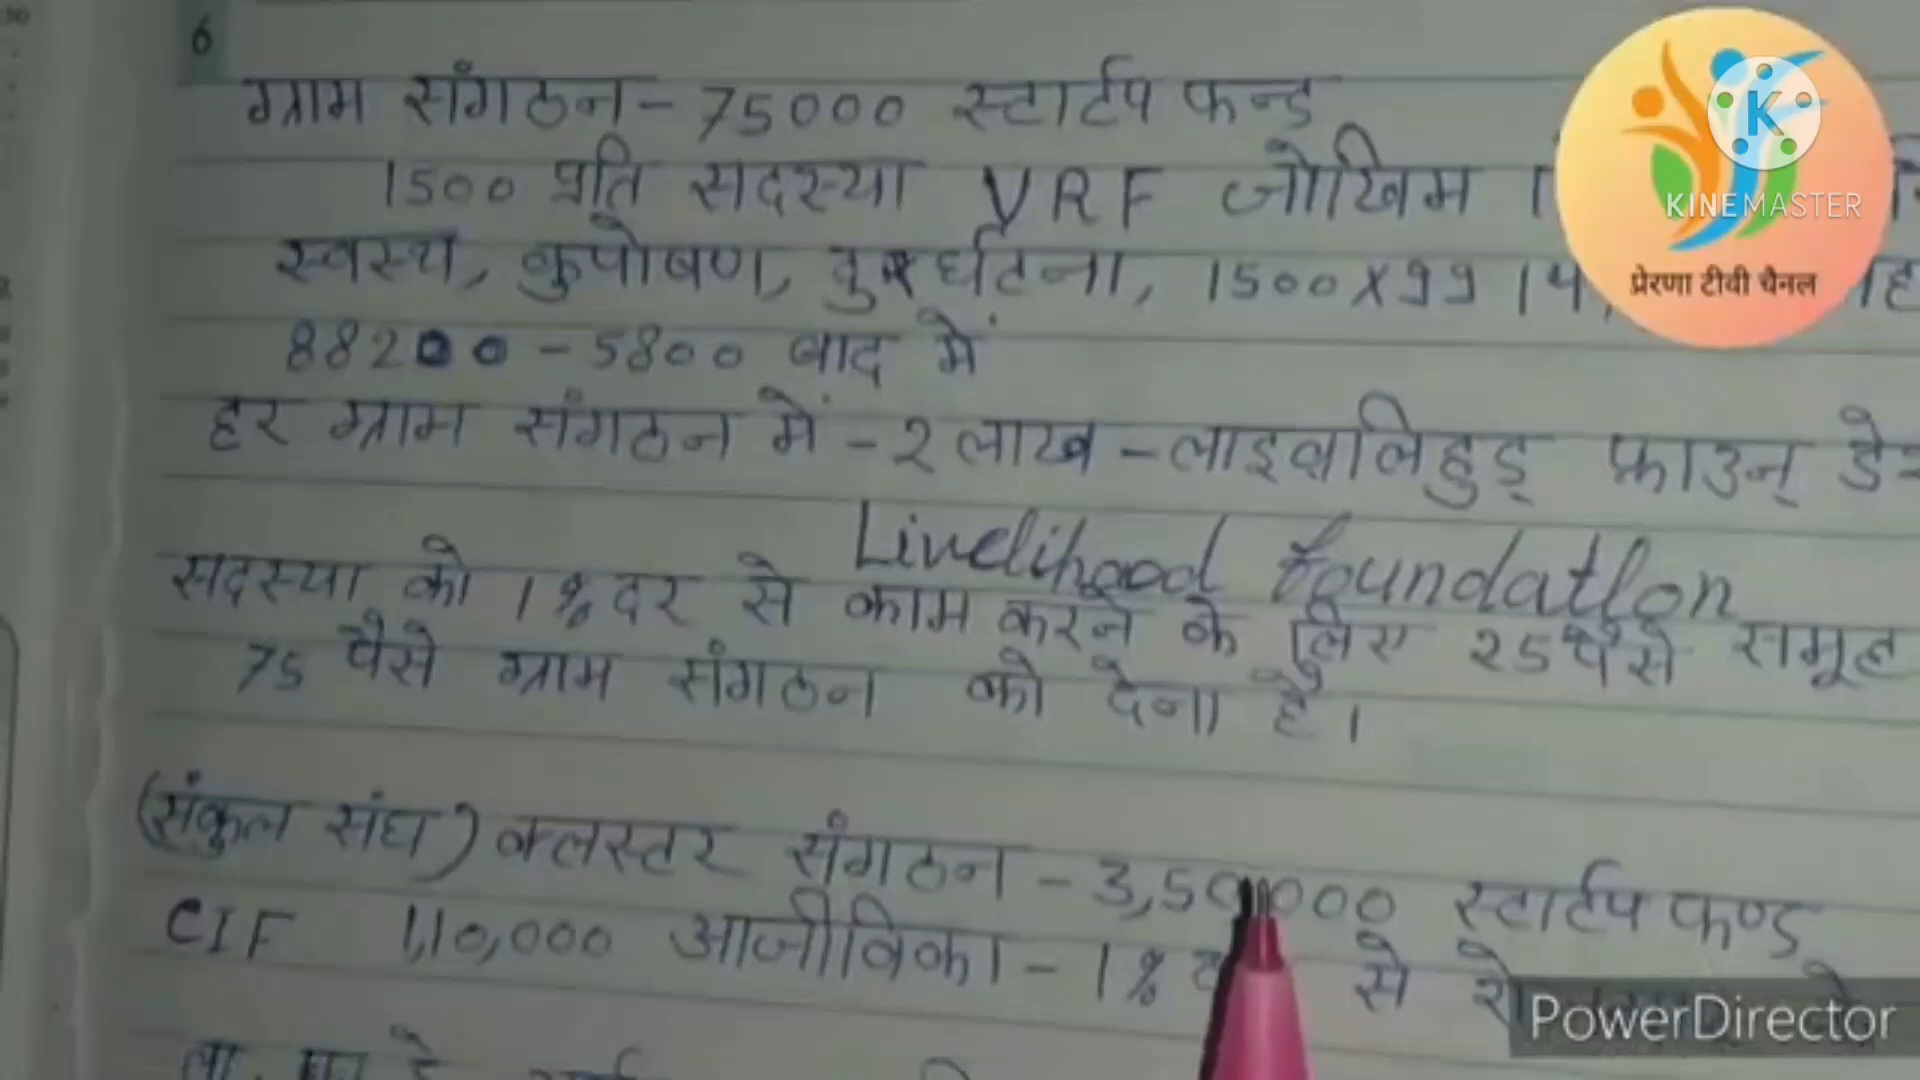 6
ग्राम संगठन - 75000 स्टार्टप फन्ड
1500 प्रति सदस्या VRF जोखिम
स्वस्थ, कुपोषण, दुर्घटना, 1500X99
88200 - 5800 बाद में
हर ग्राम संगठन में - 2 लाख - लाइवलिहुड् फाउन् डे
Livelihood foundation
सदस्या को 1% दर से काम करने के लिए 25 पैसे समूह
75 पैसे ग्राम संगठन को देना है।
(संकुल संघ) क्लस्टर संगठन - 3,50,000 स्टार्टप फण्ड
CIF 1,10,000 आजीविका - 1% से
K
KINEMASTER
प्रेरणा टीवी चैनल
PowerDirector